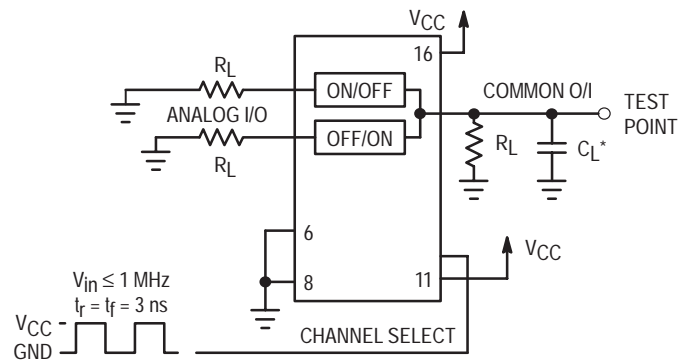 VCC
16
RL
ON/OFF
COMMON O/I
ANALOG I/O
OFF/ON
TEST
POINT
RL
RL
CL*
6
VCC
8
11
Vin ≤ 1 MHz
tr = tf = 3 ns
VCC
GND
CHANNEL SELECT